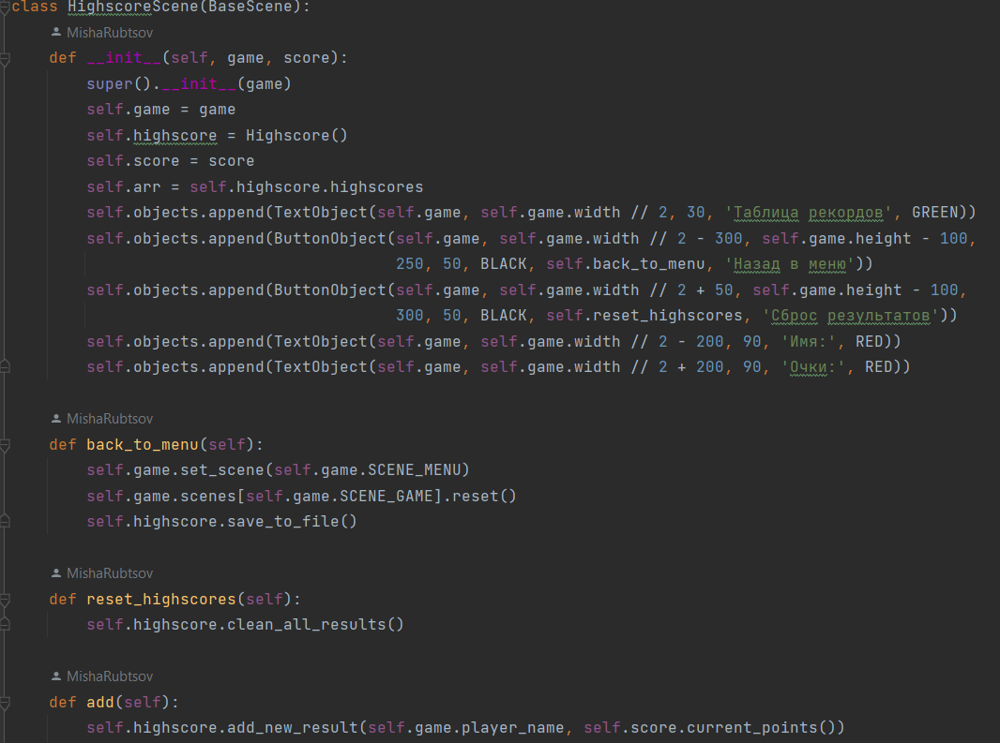 class HighscoreScene(BaseScene):
MishaRubtsov
def __init__(self, game, score):
super().__init__(game)
self.game = game
self.highscore = Highscore()
self.score = score
self.arr = self.highscore.highscores
self.objects.append(TextObject(self.game, self.game.width // 2, 30, 'Таблица рекордов', GREEN))
self.objects.append(ButtonObject(self.game, self.game.width // 2 - 300, self.game.height - 100,
250, 50, BLACK, self.back_to_menu, 'Назад в меню'))
self.objects.append(ButtonObject(self.game, self.game.width // 2 + 50, self.game.height - 100,
300, 50, BLACK, self.reset_highscores, 'Сброс результатов'))
self.objects.append(TextObject(self.game, self.game.width // 2 - 200, 90, 'Имя:', RED))
self.objects.append(TextObject(self.game, self.game.width // 2 + 200, 90, 'Очки:', RED))
MishaRubtsov
def back_to_menu(self):
self.game.set_scene(self.game.SCENE_MENU)
self.game.scenes[self.game.SCENE_GAME].reset()
self.highscore.save_to_file()
MishaRubtsov
def reset_highscores(self):
self.highscore.clean_all_results()
MishaRubtsov
def add(self):
self.highscore.add_new_result(self.game.player_name, self.score.current_points())